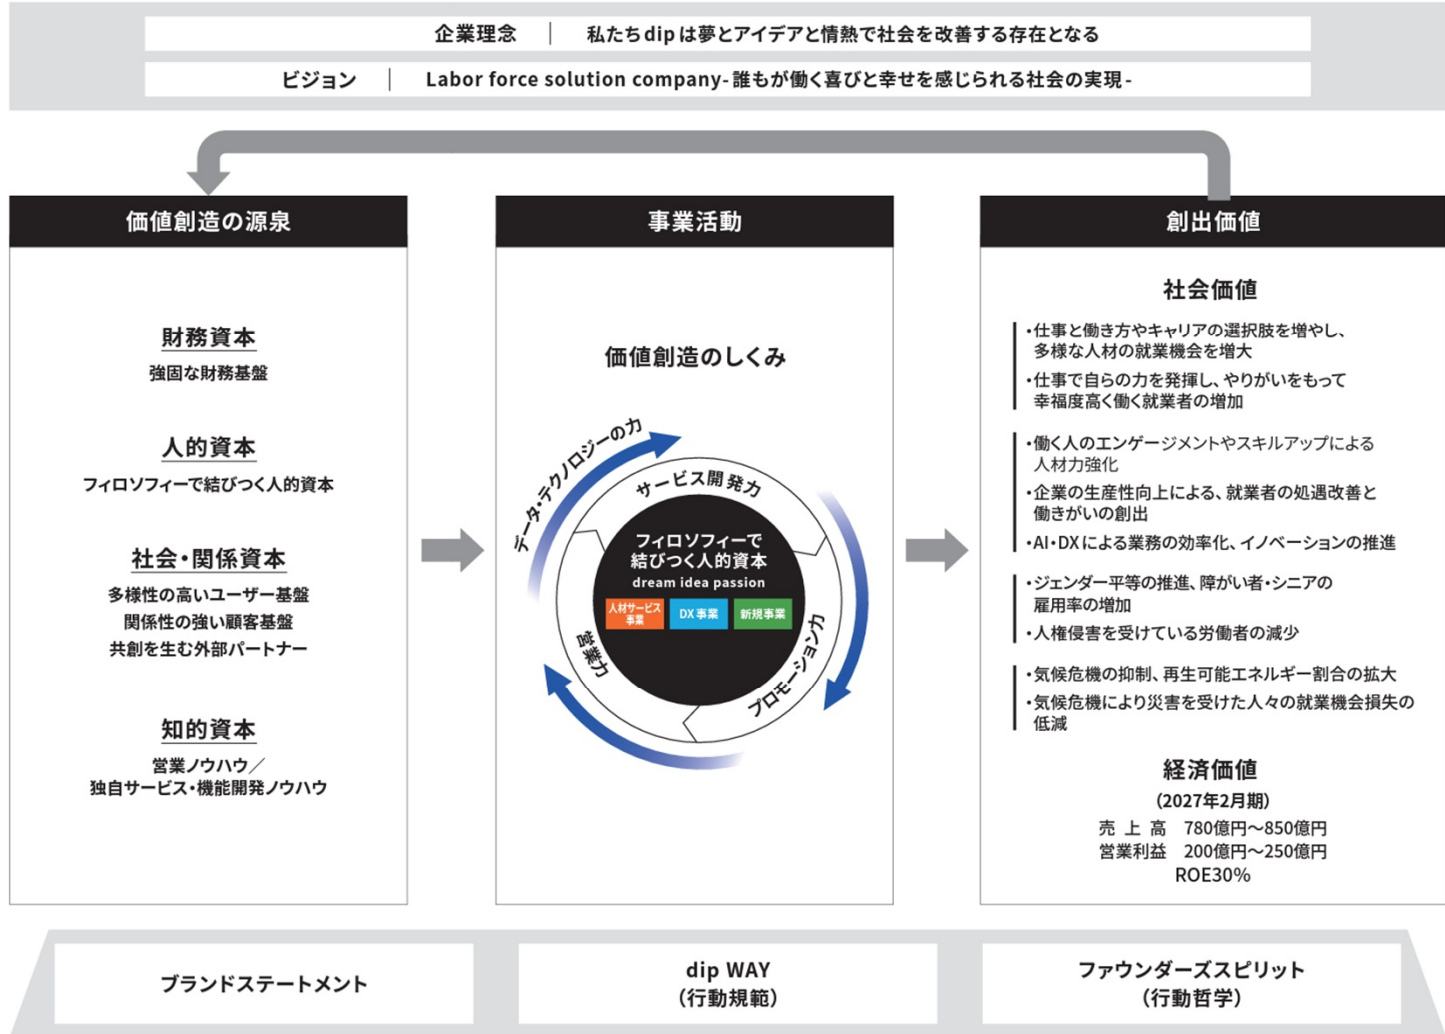 企業理念 | 私たちdipは夢とアイデアと情熱で社会を改善する存在となる
ビジョン | Labor force solution company-誰もが働く喜びと幸せを感じられる社会の実現-
価値創造の源泉
財務資本
強固な財務基盤
人的資本
フィロソフィーで結びつく人的資本
社会・関係資本
多様性の高いユーザー基盤
関係性の強い顧客基盤
共創を生む外部パートナー
知的資本
営業ノウハウ／
独自サービス・機能開発ノウハウ
事業活動
価値創造のしくみ
データ・テクノロジーの力
サービス開発力
プロモーション力
営業力
フィロソフィーで
結びつく人的資本
dream idea passion
人材サービス
事業
DX事業
新規事業
創出価値
社会価値
・仕事と働き方やキャリアの選択肢を増やし、
多様な人材の就業機会を増大
・仕事で自らの力を発揮し、やりがいをもって
幸福度高く働く就業者の増加
・働く人のエンゲージメントやスキルアップによる
人材力強化
・企業の生産性向上による、就業者の処遇改善と
働きがいの創出
・AI・DXによる業務の効率化、イノベーションの推進
・ジェンダー平等の推進、障がい者・シニアの
雇用率の増加
・人権侵害を受けている労働者の減少
・気候危機の抑制、再生可能エネルギー割合の拡大
・気候危機により災害を受けた人々の就業機会損失の
低減
経済価値
（2027年2月期）
売上高 780億円〜850億円
営業利益 200億円〜250億円
ROE30%
ブランドステートメント
dip WAY
（行動規範）
ファウンダーズスピリット
（行動哲学）